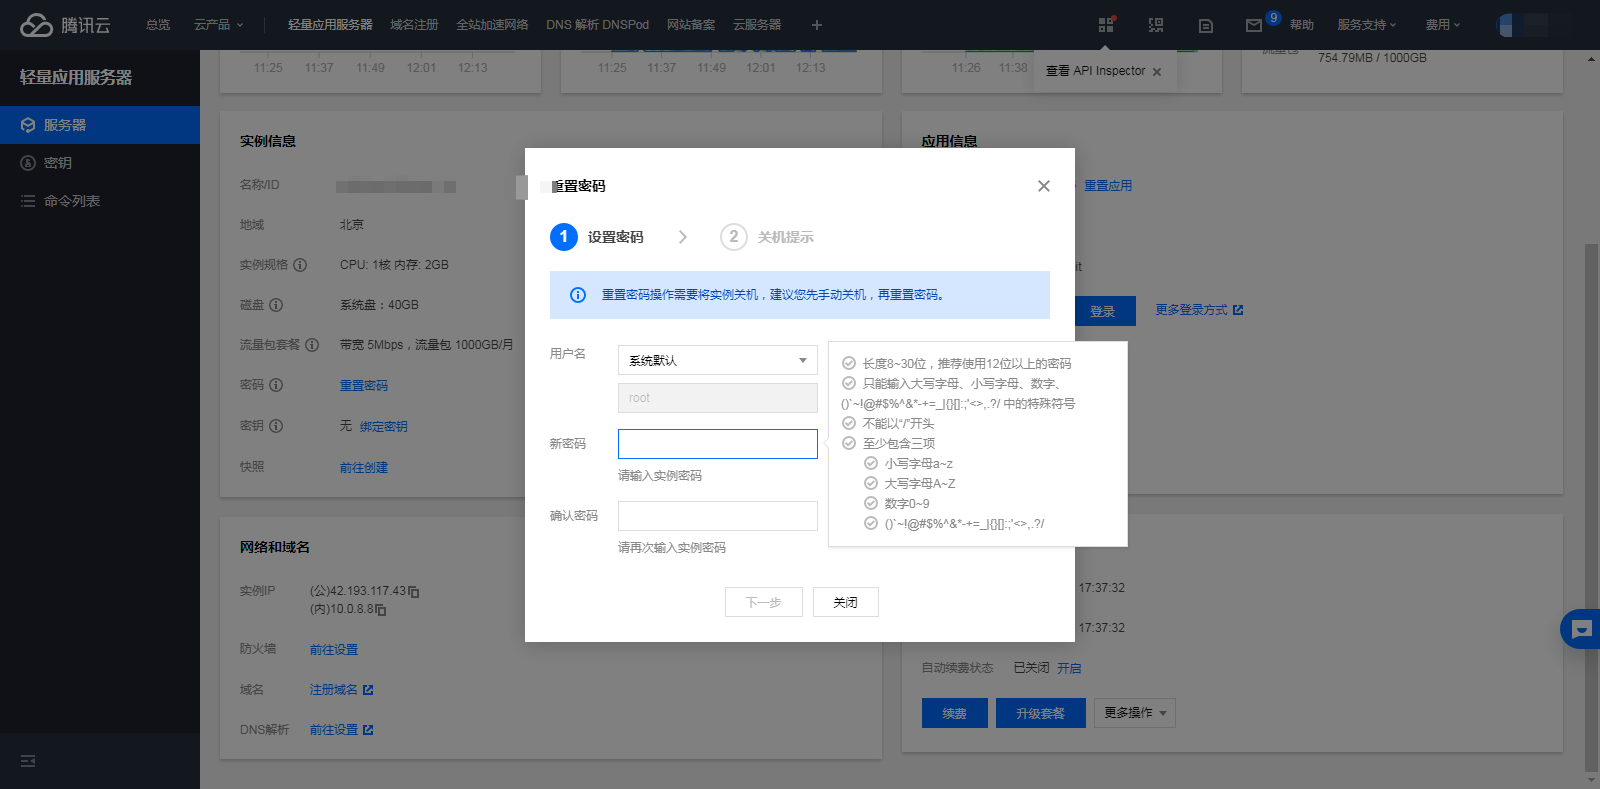 腾讯云
总览
云产品
轻量应用服务器
域名注册
全站加速网络
DNS 解析 DNSPod
网站备案
云服务器
9
帮助
服务支持
费用
轻量应用服务器
服务器
密钥
命令列表
11:25 11:37 11:49 12:01 12:13
11:25 11:37 11:49 12:01 12:13
11:26 11:38
查看 API Inspector
754.79MB / 1000GB
实例信息
名称/ID
地域 北京
实例规格 CPU: 1核 内存: 2GB
磁盘 系统盘：40GB
流量包套餐 带宽 5Mbps，流量包 1000GB/月
密码 重置密码
密钥 无 绑定密钥
快照 前往创建
网络和域名
实例IP (公)42.193.117.43
(内)10.0.8.8
防火墙 前往设置
域名 注册域名
DNS解析 前往设置
应用信息
重置应用
it
登录 更多登录方式
重置密码
1 设置密码
2 关机提示
重置密码操作需要将实例关机，建议您先手动关机，再重置密码。
用户名 系统默认
root
新密码
请输入实例密码
确认密码
请再次输入实例密码
下一步 关闭
长度8~30位，推荐使用12位以上的密码
只能输入大写字母、小写字母、数字、
()`~!@#$%^&*-+=_|{}[]:;'<>,.?/ 中的特殊符号
不能以“/”开头
至少包含三项
小写字母a~z
大写字母A~Z
数字0~9
()`~!@#$%^&*-+=_|{}[]:;'<>,.?/
17:37:32
17:37:32
自动续费状态 已关闭 开启
续费 升级套餐 更多操作